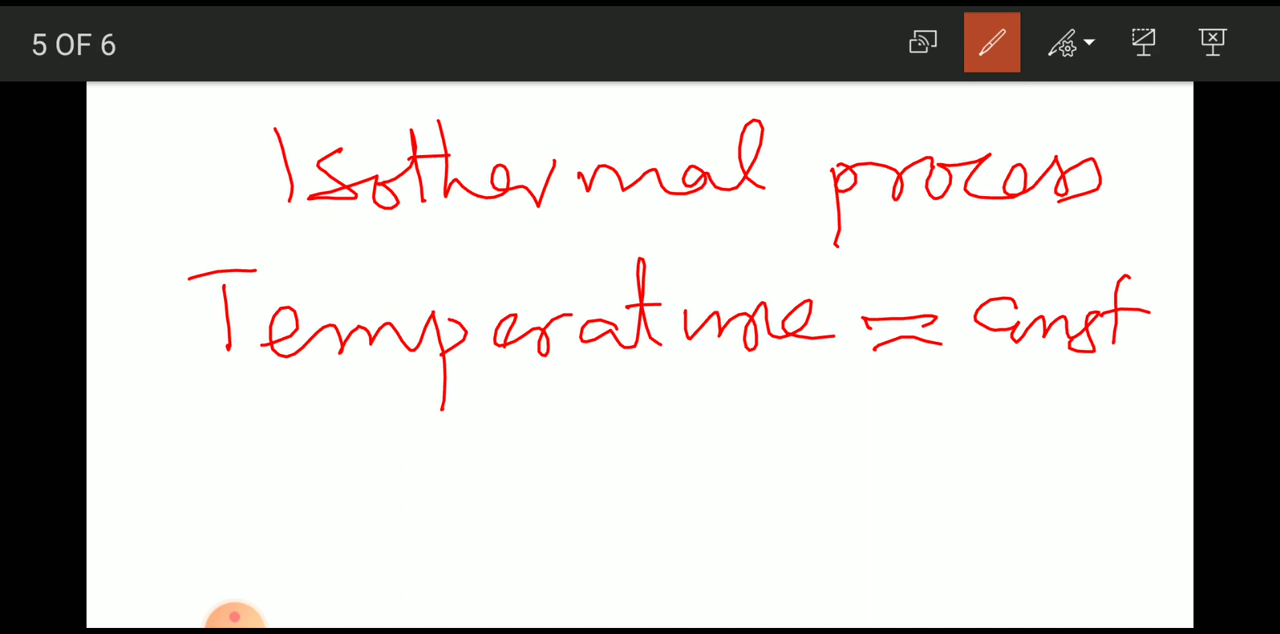 5 OF 6
Isothermal process
Temperature = const